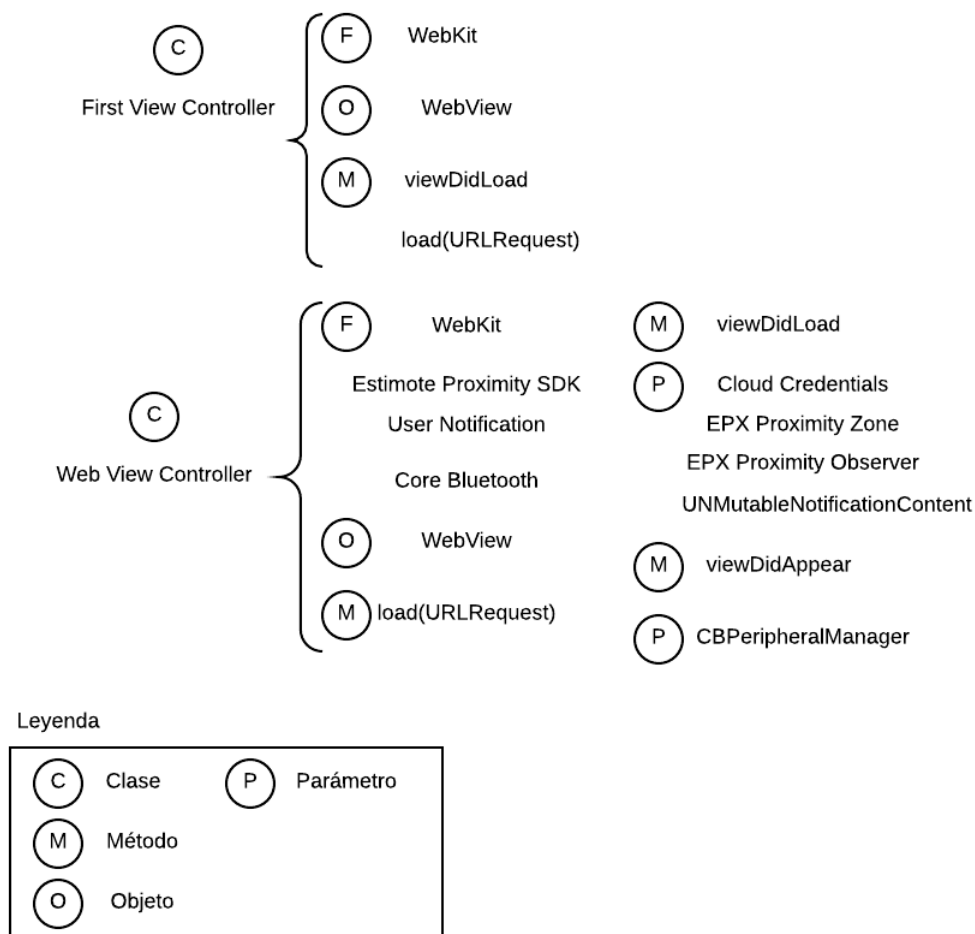 C
First View Controller
F WebKit
O WebView
M viewDidLoad
load(URLRequest)
C
Web View Controller
F WebKit
Estimote Proximity SDK
User Notification
Core Bluetooth
O WebView
M load(URLRequest)
M viewDidLoad
P Cloud Credentials
EPX Proximity Zone
EPX Proximity Observer
UNMutableNotificationContent
M viewDidAppear
P CBPeripheralManager
Leyenda
C Clase P Parámetro
M Método
O Objeto